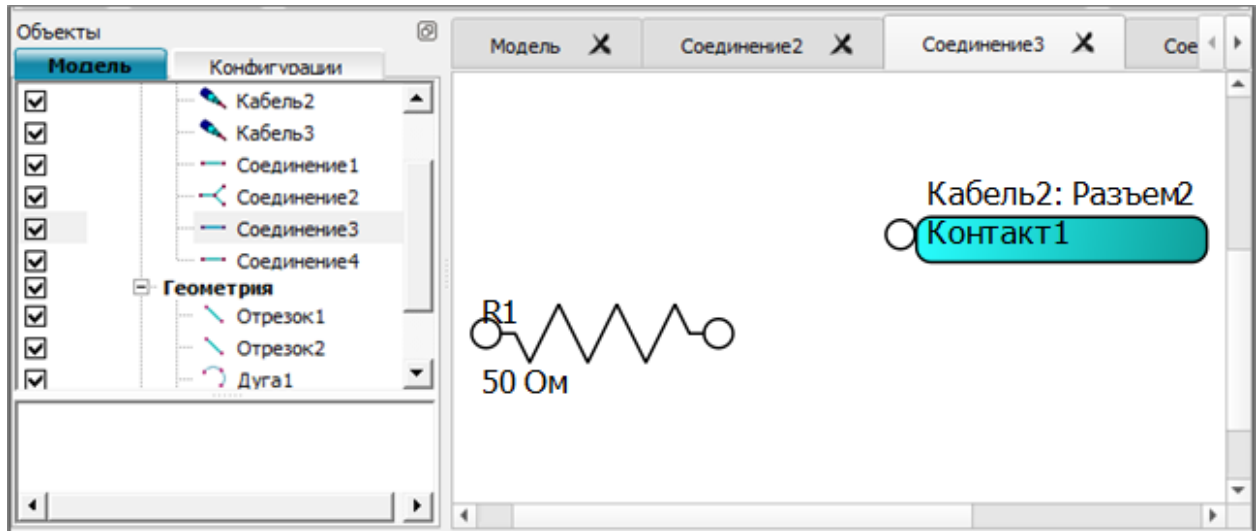 Объекты
Модель Конфигурации
Кабель2
Кабель3
Соединение1
Соединение2
Соединение3
Соединение4
Геометрия
Отрезок1
Отрезок2
Дуга1
Модель Соединение2 Соединение3 Сое
Кабель2: Разъем2
Контакт1
R1
50 Ом